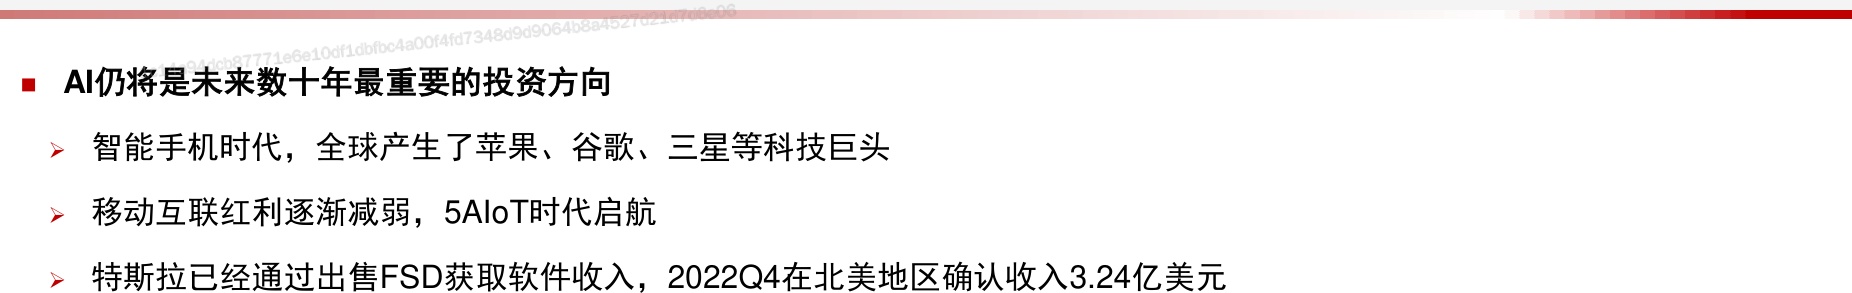 AI仍将是未来数十年最重要的投资方向
智能手机时代，全球产生了苹果、谷歌、三星等科技巨头
移动互联红利逐渐减弱，5AIoT时代启航
特斯拉已经通过出售FSD获取软件收入，2022Q4在北美地区确认收入3.24亿美元